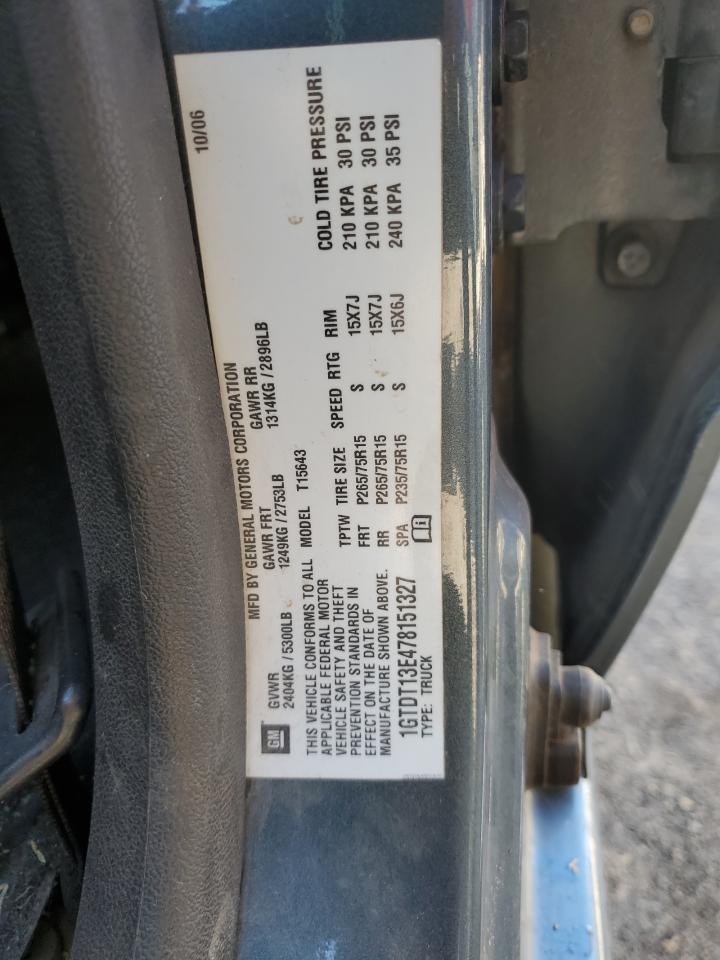 10/06
MFD BY GENERAL MOTORS CORPORATION
GVWR GAWR FRT GAWR RR
2404KG / 5300LB 1249KG / 2753LB 1314KG / 2896LB
GM
THIS VEHICLE CONFORMS TO ALL
APPLICABLE FEDERAL MOTOR
VEHICLE SAFETY AND THEFT
PREVENTION STANDARDS IN
EFFECT ON THE DATE OF
MANUFACTURE SHOWN ABOVE.
1GTDT13E478151327
TYPE: TRUCK
MODEL T15643
TPTW TIRE SIZE SPEED RTG RIM COLD TIRE PRESSURE
FRT P265/75R15 S 15X7J 210 KPA 30 PSI
RR P265/75R15 S 15X7J 210 KPA 30 PSI
SPA P235/75R15 S 15X6J 240 KPA 35 PSI